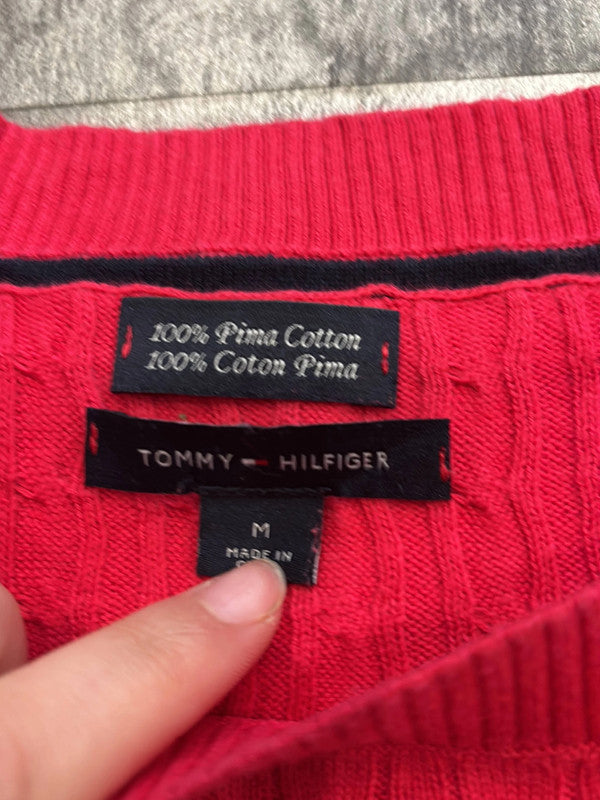 100% Pima Cotton
100% Coton Pima
TOMMY HILFIGER
M
MADE IN